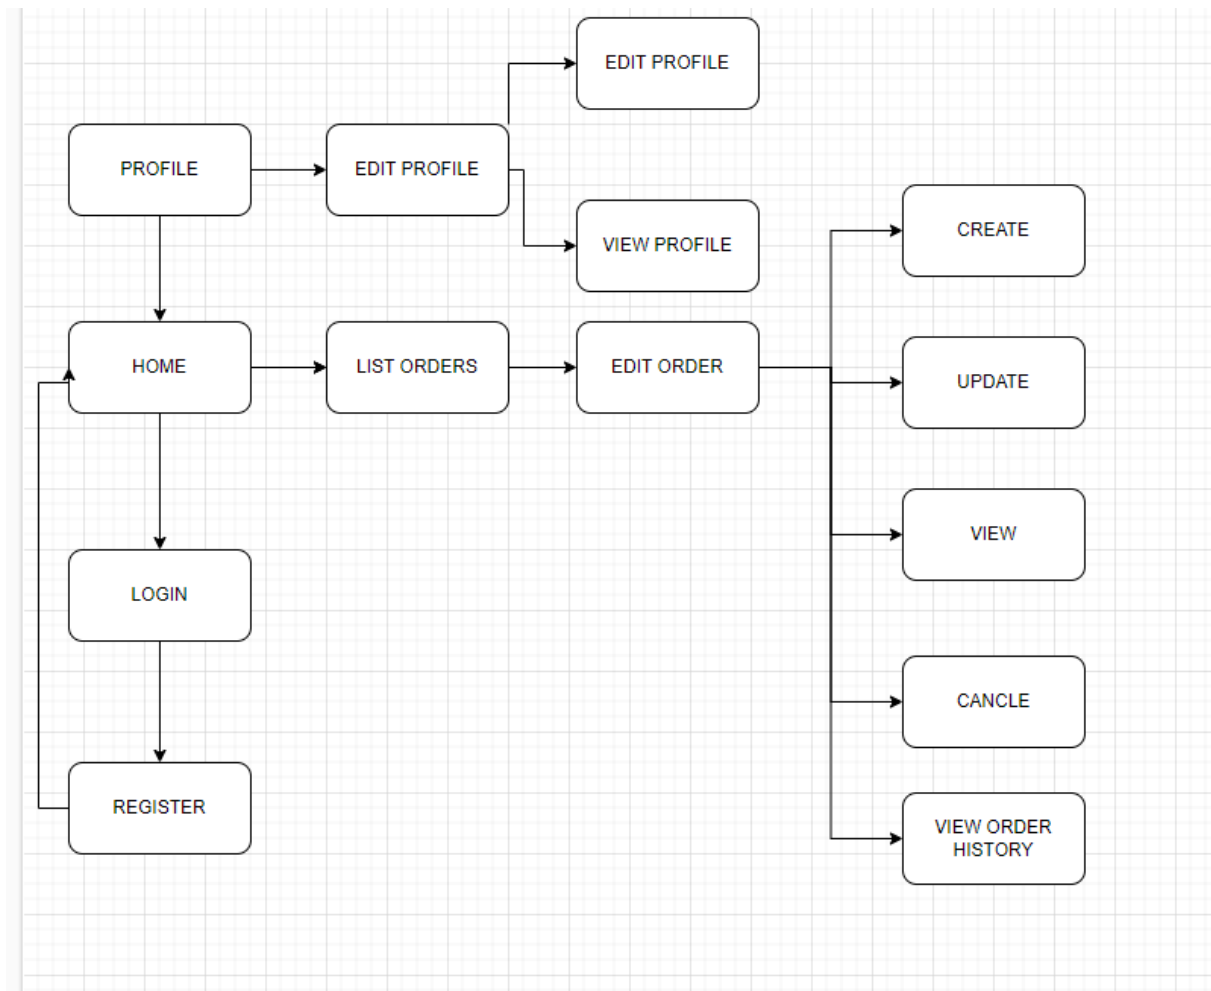 EDIT PROFILE
PROFILE
EDIT PROFILE
VIEW PROFILE
CREATE
HOME
LIST ORDERS
EDIT ORDER
UPDATE
VIEW
LOGIN
CANCLE
REGISTER
VIEW ORDER
HISTORY